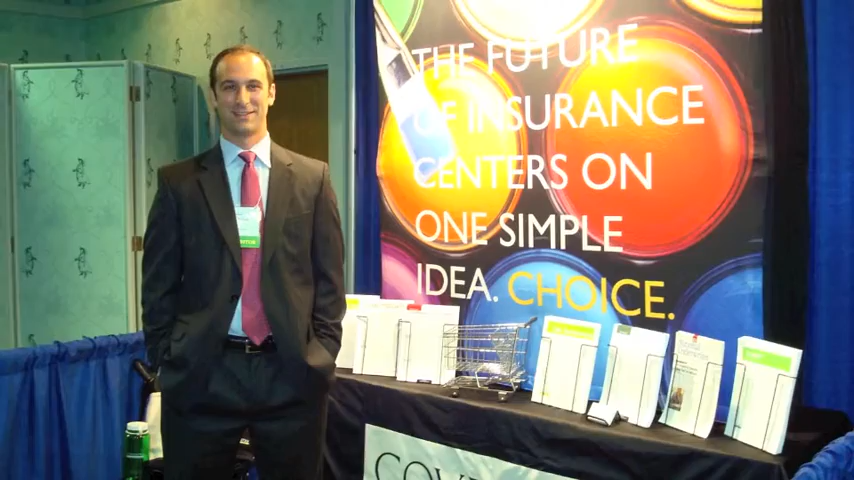 THE FUTURE
OF INSURANCE
CENTERS ON
ONE SIMPLE
IDEA. CHOICE.